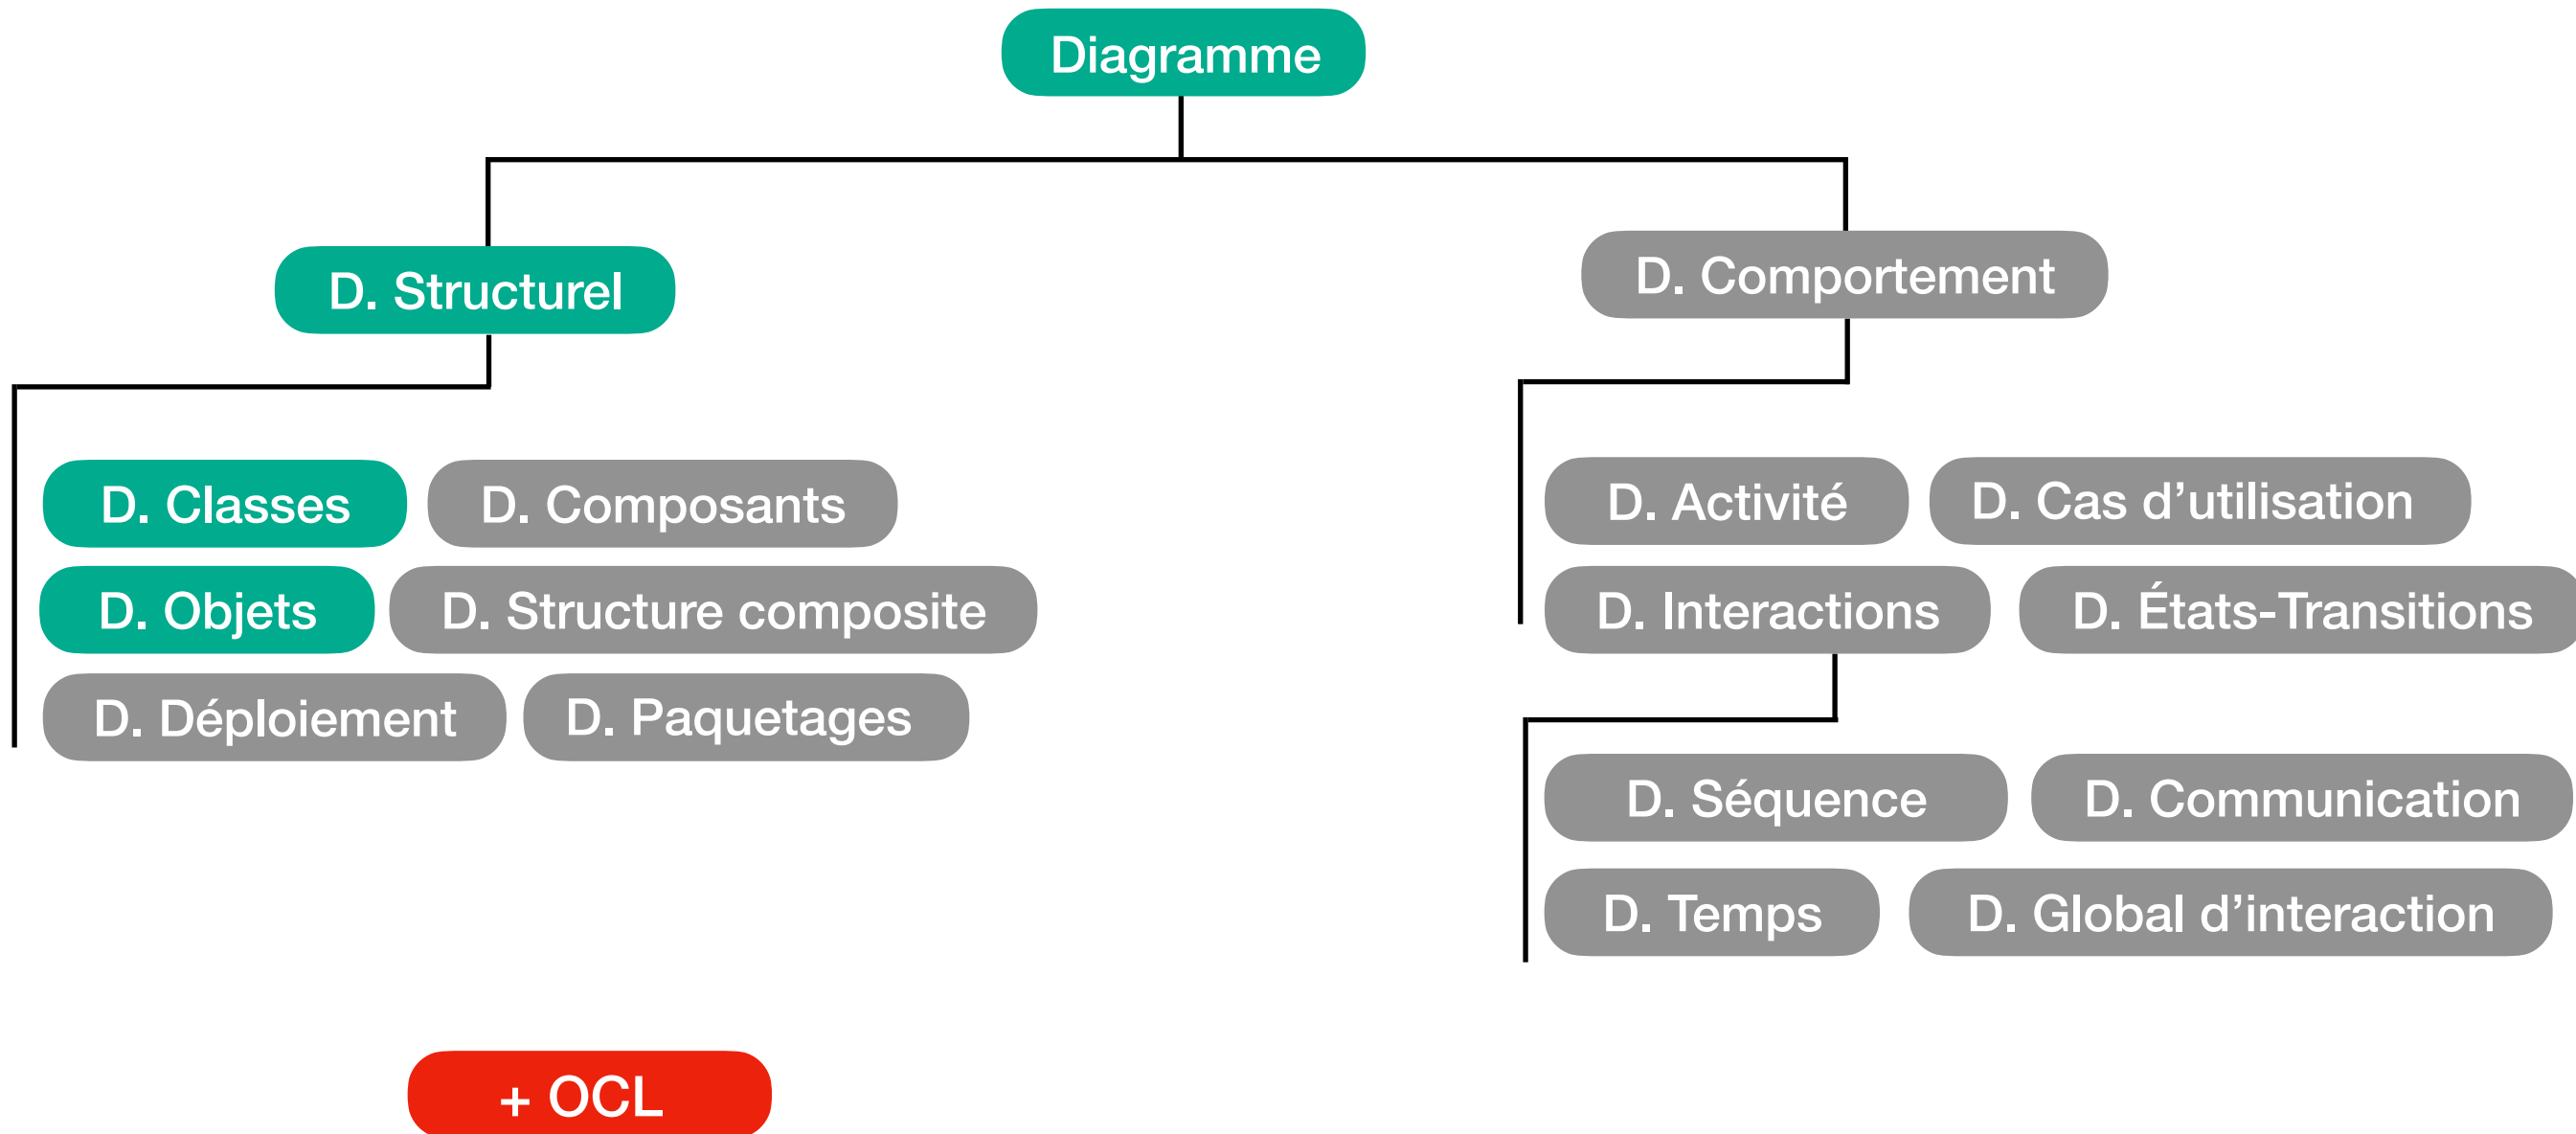 Diagramme
D. Structurel
D. Comportement
D. Classes
D. Composants
D. Objets
D. Structure composite
D. Déploiement
D. Paquetages
D. Activité
D. Cas d’utilisation
D. Interactions
D. États-Transitions
D. Séquence
D. Communication
D. Temps
D. Global d’interaction
+ OCL